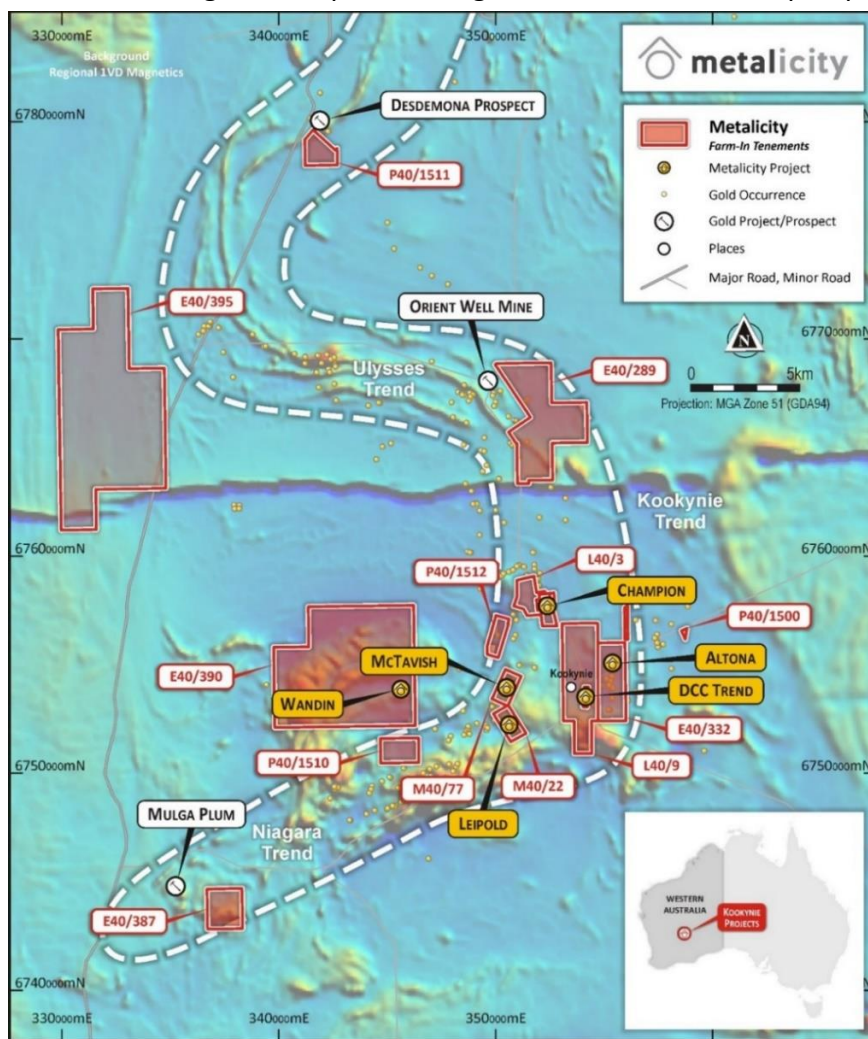 330000mE
340000mE
350000mE
Background
Regional 1VD Magnetics
metalicity
6780000mN
DESDEMONA PROSPECT
P40/1511
Metalicity
Farm-In Tenements
Metalicity Project
Gold Occurrence
Gold Project/Prospect
Places
Major Road, Minor Road
E40/395
ORIENT WELL MINE
6770000mN
N
0 5km
Projection: MGA Zone 51 (GDA94)
Ulysses
Trend
E40/289
Kookynie
Trend
6760000mN
6760000mN
P40/1512
L40/3
CHAMPION
P40/1500
E40/390
MCTAVISH
Kookynie
ALTONA
WANDIN
DCC TREND
E40/332
P40/1510
M40/77
M40/22
L40/9
6750000mN
6750000mN
LEIPOLD
MULGA PLUM
Niagara
Trend
E40/387
WESTERN
AUSTRALIA
KOOKYNIE
PROJECTS
6740000mN
330000mE
340000mE
350000mE